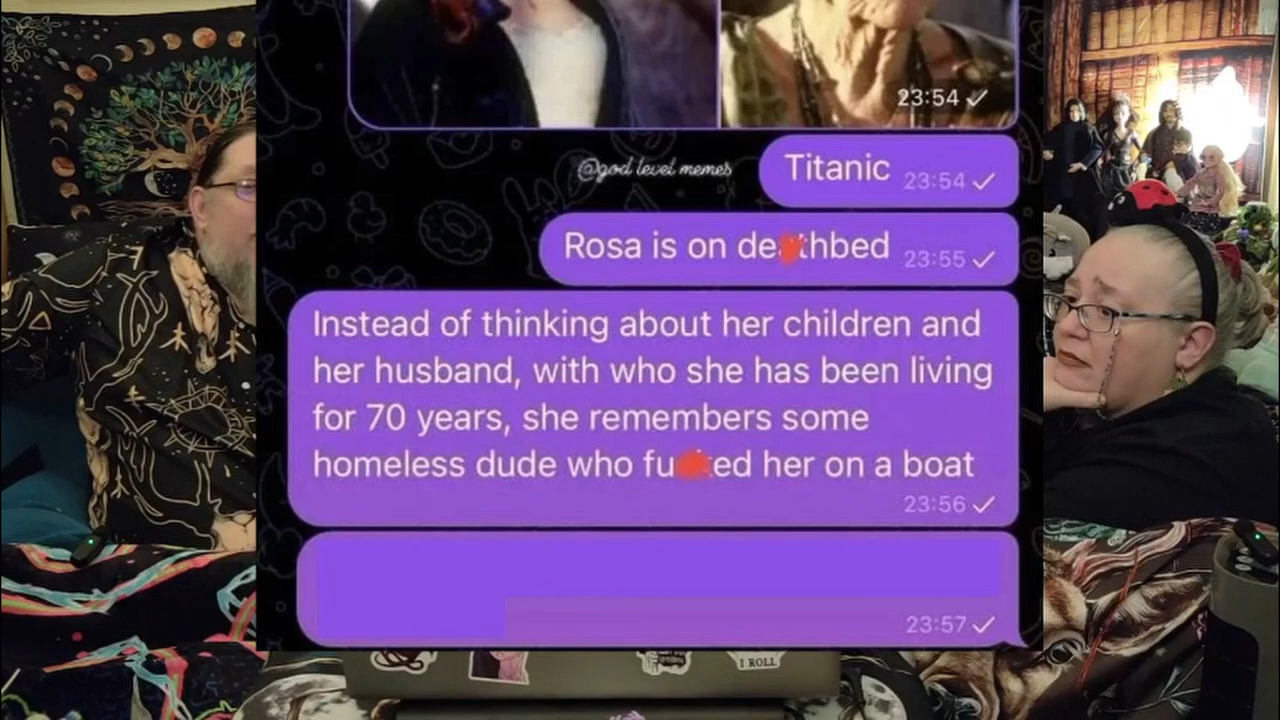 23:54
@god level memes
Titanic 23:54
Rosa is on de thbed 23:55
Instead of thinking about her children and
her husband, with who she has been living
for 70 years, she remembers some
homeless dude who fu ed her on a boat
23:56
23:57
I ROLL